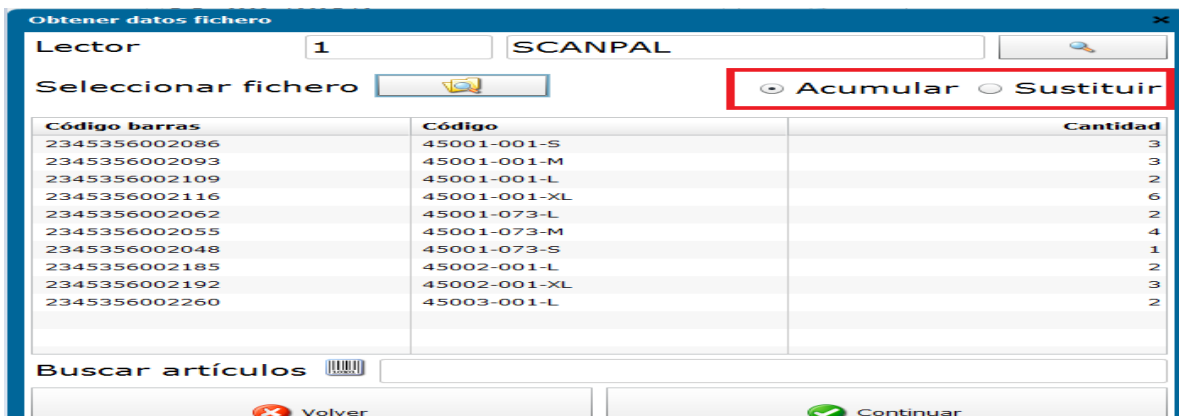 Obtener datos fichero
Lector 1 SCANPAL
Seleccionar fichero Acumular Sustituir
Código barras Código Cantidad
2345356002086 45001-001-S 3
2345356002093 45001-001-M 3
2345356002109 45001-001-L 2
2345356002116 45001-001-XL 6
2345356002062 45001-073-L 2
2345356002055 45001-073-M 4
2345356002048 45001-073-S 1
2345356002185 45002-001-L 2
2345356002192 45002-001-XL 3
2345356002260 45003-001-L 2
Buscar artículos
Volver Continuar